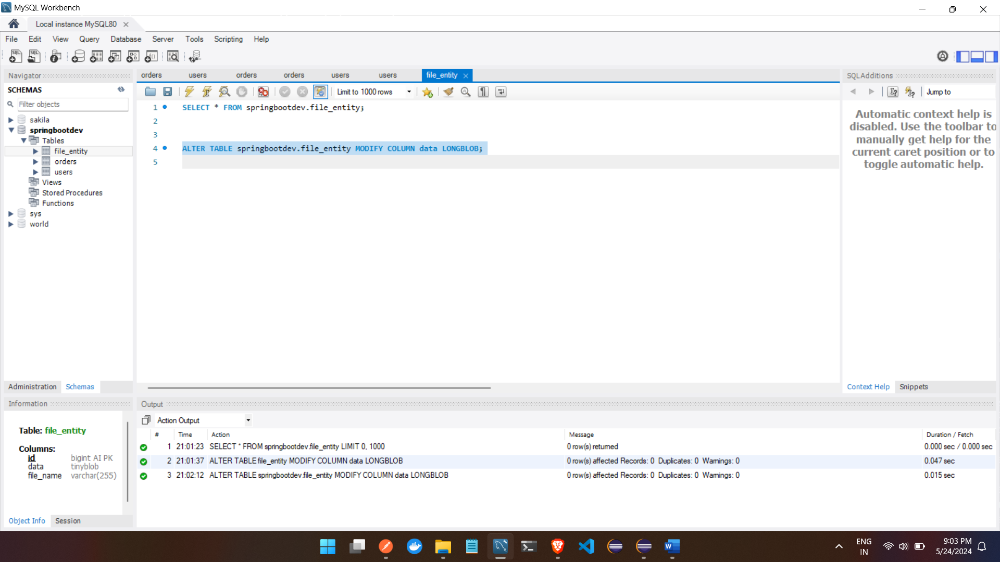 MySQL Workbench
Local instance MySQL80
File Edit View Query Database Server Tools Scripting Help
Navigator
SCHEMAS
Filter objects
sakila
springbootdev
Tables
file_entity
orders
users
Views
Stored Procedures
Functions
sys
world
Administration Schemas
orders users orders orders users users file_entity
Limit to 1000 rows
1 SELECT * FROM springbootdev.file_entity;
2
3
4 ALTER TABLE springbootdev.file_entity MODIFY COLUMN data LONGBLOB;
5
SQLAdditions
Jump to
Automatic context help is
disabled. Use the toolbar to
manually get help for the
current caret position or to
toggle automatic help.
Context Help Snippets
Information
Table: file_entity
Columns:
id bigint AI PK
data tinyblob
file_name varchar(255)
Object Info Session
Output
Action Output
# Time Action Message Duration / Fetch
1 21:01:23 SELECT * FROM springbootdev.file_entity LIMIT 0, 1000 0 row(s) returned 0.000 sec / 0.000 sec
2 21:01:37 ALTER TABLE file_entity MODIFY COLUMN data LONGBLOB 0 row(s) affected Records: 0 Duplicates: 0 Warnings: 0 0.047 sec
3 21:02:12 ALTER TABLE springbootdev.file_entity MODIFY COLUMN data LONGBLOB 0 row(s) affected Records: 0 Duplicates: 0 Warnings: 0 0.015 sec
ENG
IN
9:03 PM
5/24/2024